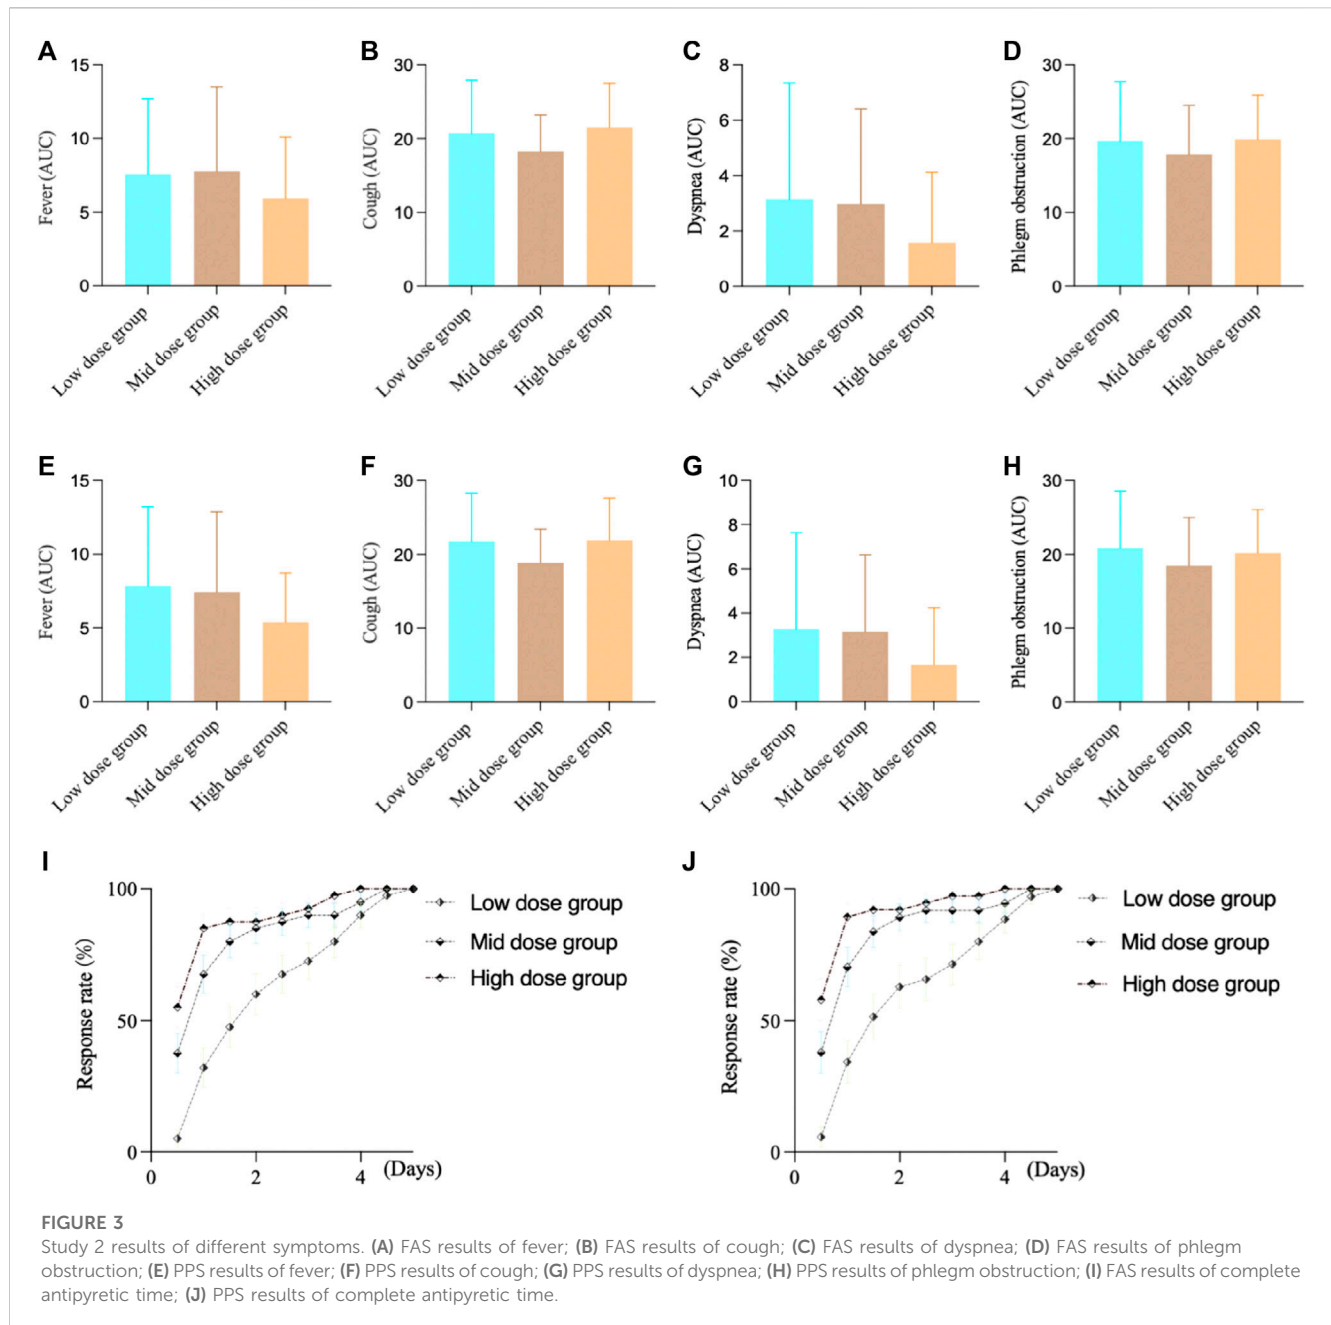 A
B
C
D
15
10
5
0
Fever (AUC)
Low dose group
Mid dose group
High dose group
30
20
10
0
Cough (AUC)
Low dose group
Mid dose group
High dose group
8
6
4
2
0
Dyspnea (AUC)
Low dose group
Mid dose group
High dose group
30
20
10
0
Phlegm obstruction (AUC)
Low dose group
Mid dose group
High dose group
E
F
G
H
15
10
5
0
Fever (AUC)
Low dose group
Mid dose group
High dose group
30
20
10
0
Cough (AUC)
Low dose group
Mid dose group
High dose group
10
8
6
4
2
0
Dyspnea (AUC)
Low dose group
Mid dose group
High dose group
30
20
10
0
Phlegm obstruction (AUC)
Low dose group
Mid dose group
High dose group
I
100
50
0
Response rate (%)
0
2
4
(Days)
Low dose group
Mid dose group
High dose group
J
100
50
0
Response rate (%)
0
2
4
(Days)
Low dose group
Mid dose group
High dose group
FIGURE 3
Study 2 results of different symptoms. (A) FAS results of fever; (B) FAS results of cough; (C) FAS results of dyspnea; (D) FAS results of phlegm
obstruction; (E) PPS results of fever; (F) PPS results of cough; (G) PPS results of dyspnea; (H) PPS results of phlegm obstruction; (I) FAS results of complete
antipyretic time; (J) PPS results of complete antipyretic time.